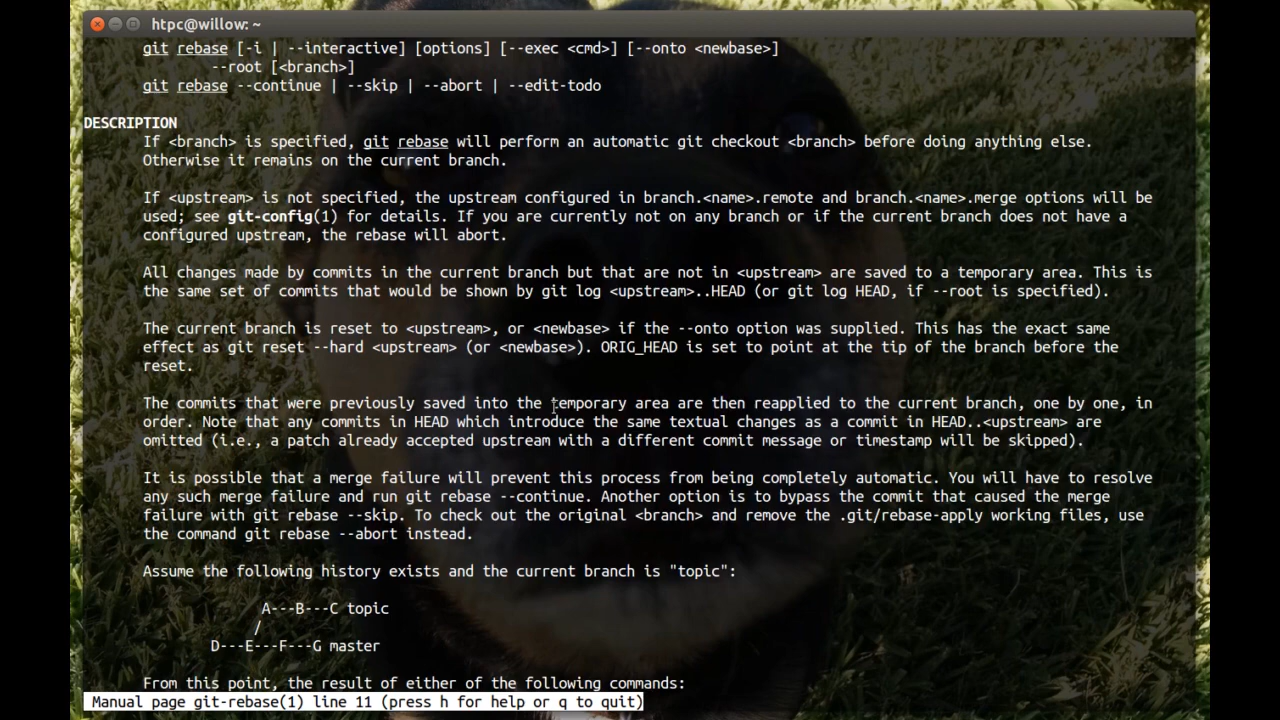 htpc@willow: ~
git rebase [-i | --interactive] [options] [--exec <cmd>] [--onto <newbase>]
--root [<branch>]
git rebase --continue | --skip | --abort | --edit-todo
DESCRIPTION
If <branch> is specified, git rebase will perform an automatic git checkout <branch> before doing anything else.
Otherwise it remains on the current branch.
If <upstream> is not specified, the upstream configured in branch.<name>.remote and branch.<name>.merge options will be
used; see git-config(1) for details. If you are currently not on any branch or if the current branch does not have a
configured upstream, the rebase will abort.
All changes made by commits in the current branch but that are not in <upstream> are saved to a temporary area. This is
the same set of commits that would be shown by git log <upstream>..HEAD (or git log HEAD, if --root is specified).
The current branch is reset to <upstream>, or <newbase> if the --onto option was supplied. This has the exact same
effect as git reset --hard <upstream> (or <newbase>). ORIG_HEAD is set to point at the tip of the branch before the
reset.
The commits that were previously saved into the temporary area are then reapplied to the current branch, one by one, in
order. Note that any commits in HEAD which introduce the same textual changes as a commit in HEAD..<upstream> are
omitted (i.e., a patch already accepted upstream with a different commit message or timestamp will be skipped).
It is possible that a merge failure will prevent this process from being completely automatic. You will have to resolve
any such merge failure and run git rebase --continue. Another option is to bypass the commit that caused the merge
failure with git rebase --skip. To check out the original <branch> and remove the .git/rebase-apply working files, use
the command git rebase --abort instead.
Assume the following history exists and the current branch is "topic":
A---B---C topic
/
D---E---F---G master
From this point, the result of either of the following commands:
Manual page git-rebase(1) line 11 (press h for help or q to quit)